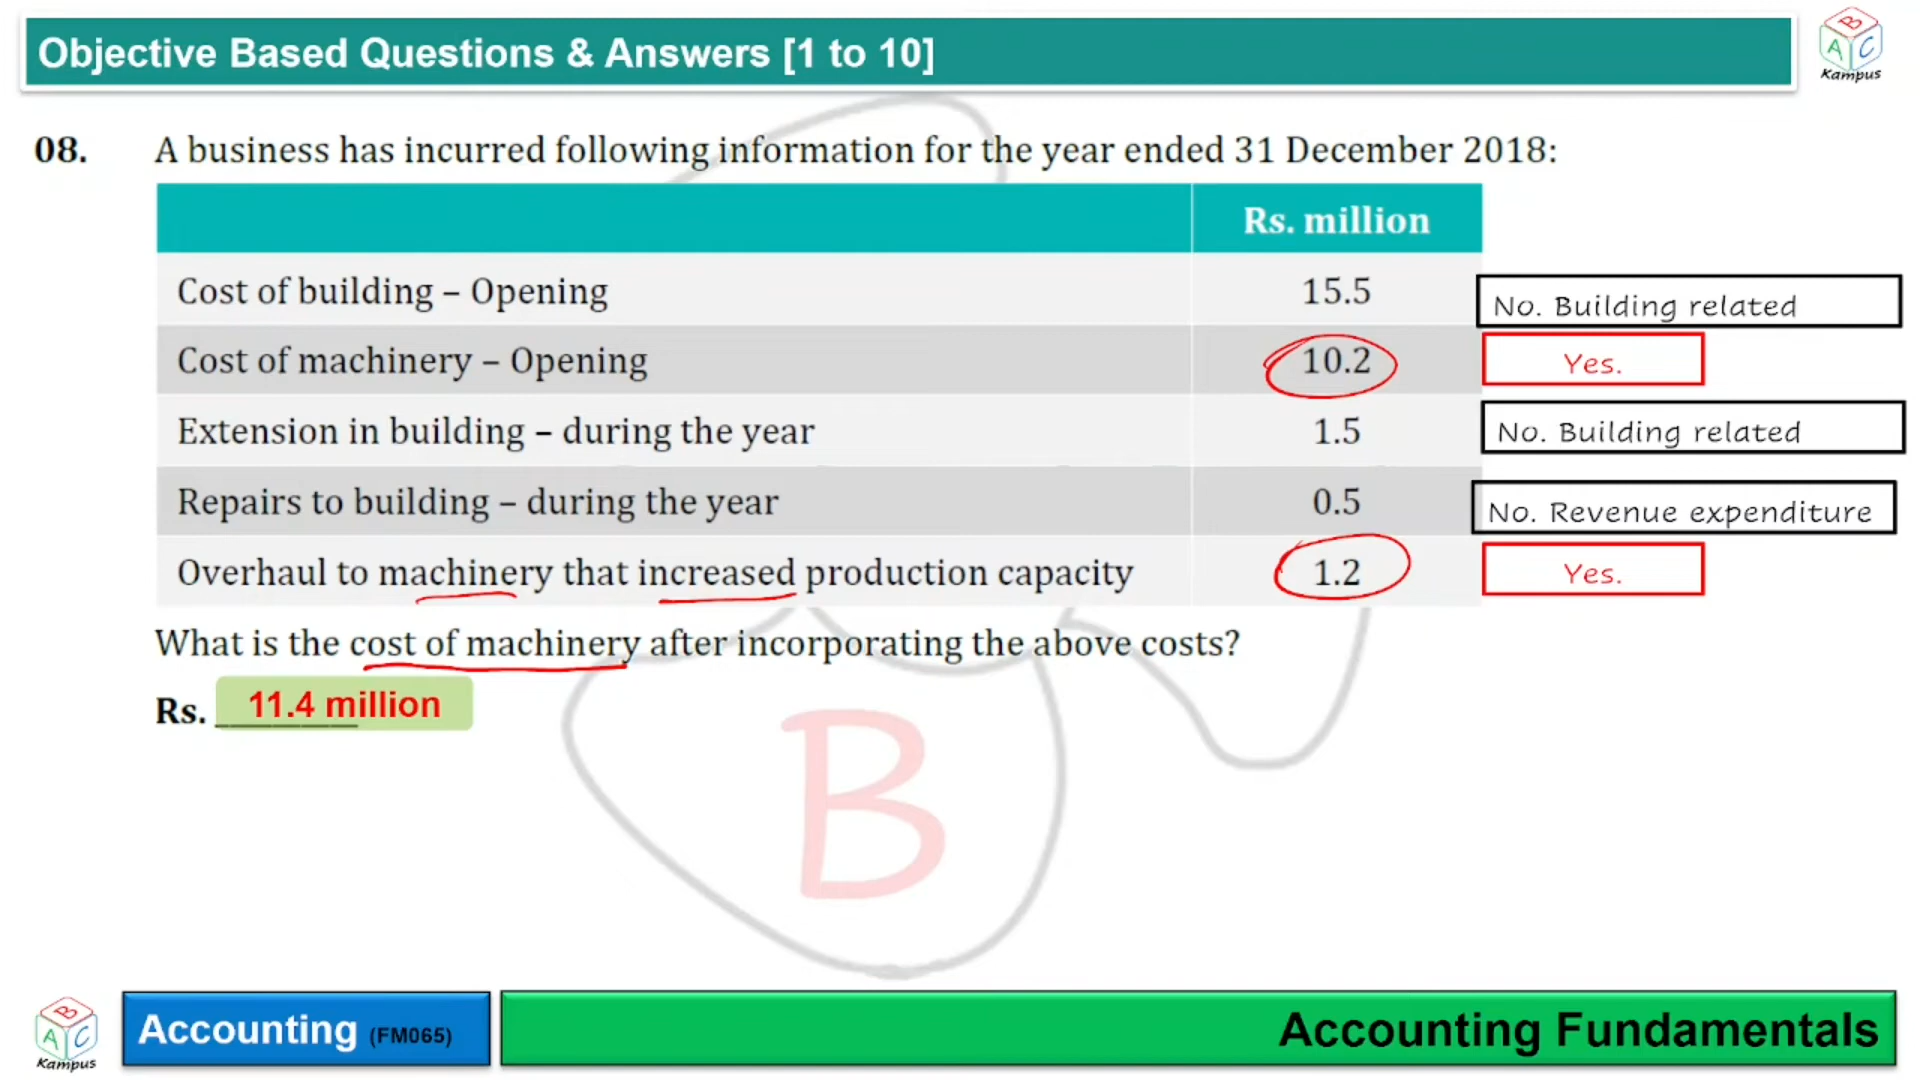 Objective Based Questions & Answers [1 to 10]
B
A C
Kampus
08. A business has incurred following information for the year ended 31 December 2018:
Rs. million
Cost of building – Opening 15.5 No. Building related
Cost of machinery – Opening 10.2 Yes.
Extension in building – during the year 1.5 No. Building related
Repairs to building – during the year 0.5 No. Revenue expenditure
Overhaul to machinery that increased production capacity 1.2 Yes.
What is the cost of machinery after incorporating the above costs?
Rs. 11.4 million
B
B
A C
Kampus
Accounting (FM065) Accounting Fundamentals